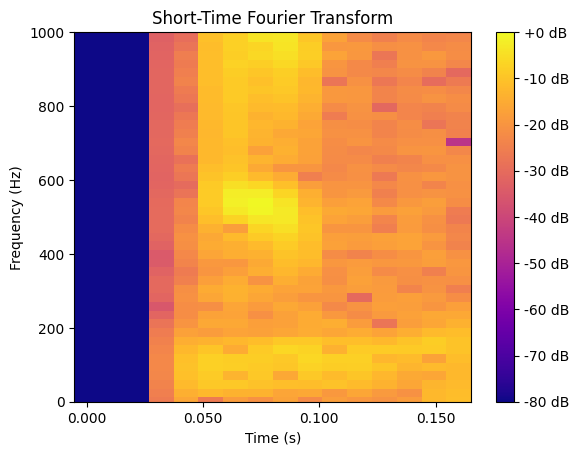 Short-Time Fourier Transform
1000
800
600
400
200
0
Frequency (Hz)
0.000
0.050
0.100
0.150
Time (s)
+0 dB
-10 dB
-20 dB
-30 dB
-40 dB
-50 dB
-60 dB
-70 dB
-80 dB